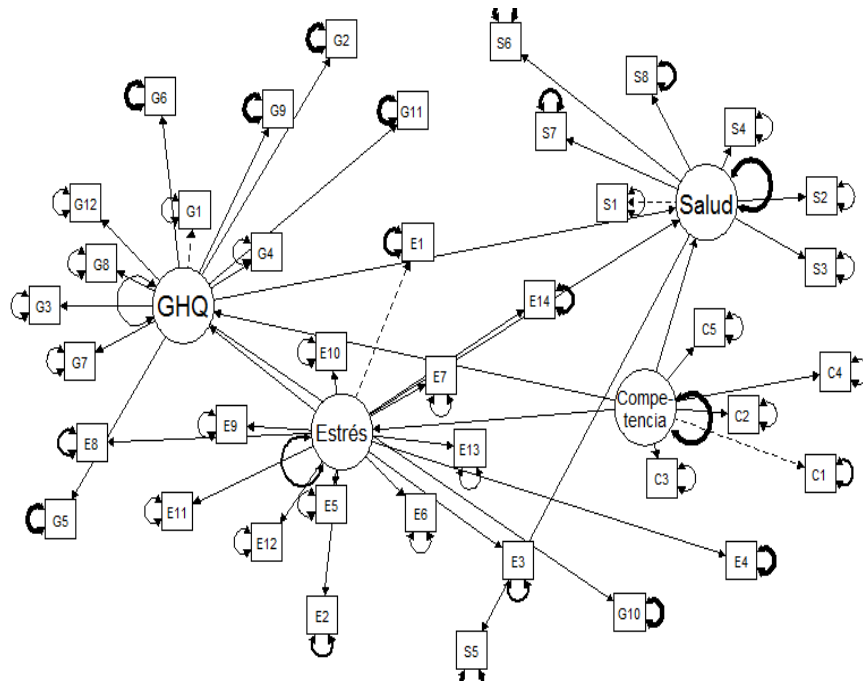 G2
S6
S8
G6
G9
G11
S4
S7
G12
G1
S1
Salud
S2
G8
G4
E1
S3
G3
GHQ
E14
G7
E10
C5
E7
C4
Compe-
tencia
C2
E9
Estrés
E8
E13
C3
C1
G5
E11
E5
E6
E12
E3
E4
E2
G10
S5